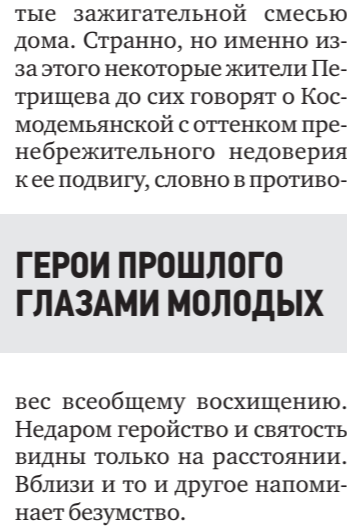 тые зажигательной смесью
дома. Странно, но именно из-
за этого некоторые жители Пе-
трищева до сих говорят о Кос-
модемьянской с оттенком пре-
небрежительного недоверия
к ее подвигу, словно в противо-
ГЕРОИ ПРОШЛОГО
ГЛАЗАМИ МОЛОДЫХ
вес всеобщему восхищению.
Недаром геройство и святость
видны только на расстоянии.
Вблизи и то и другое напоми-
нает безумство.